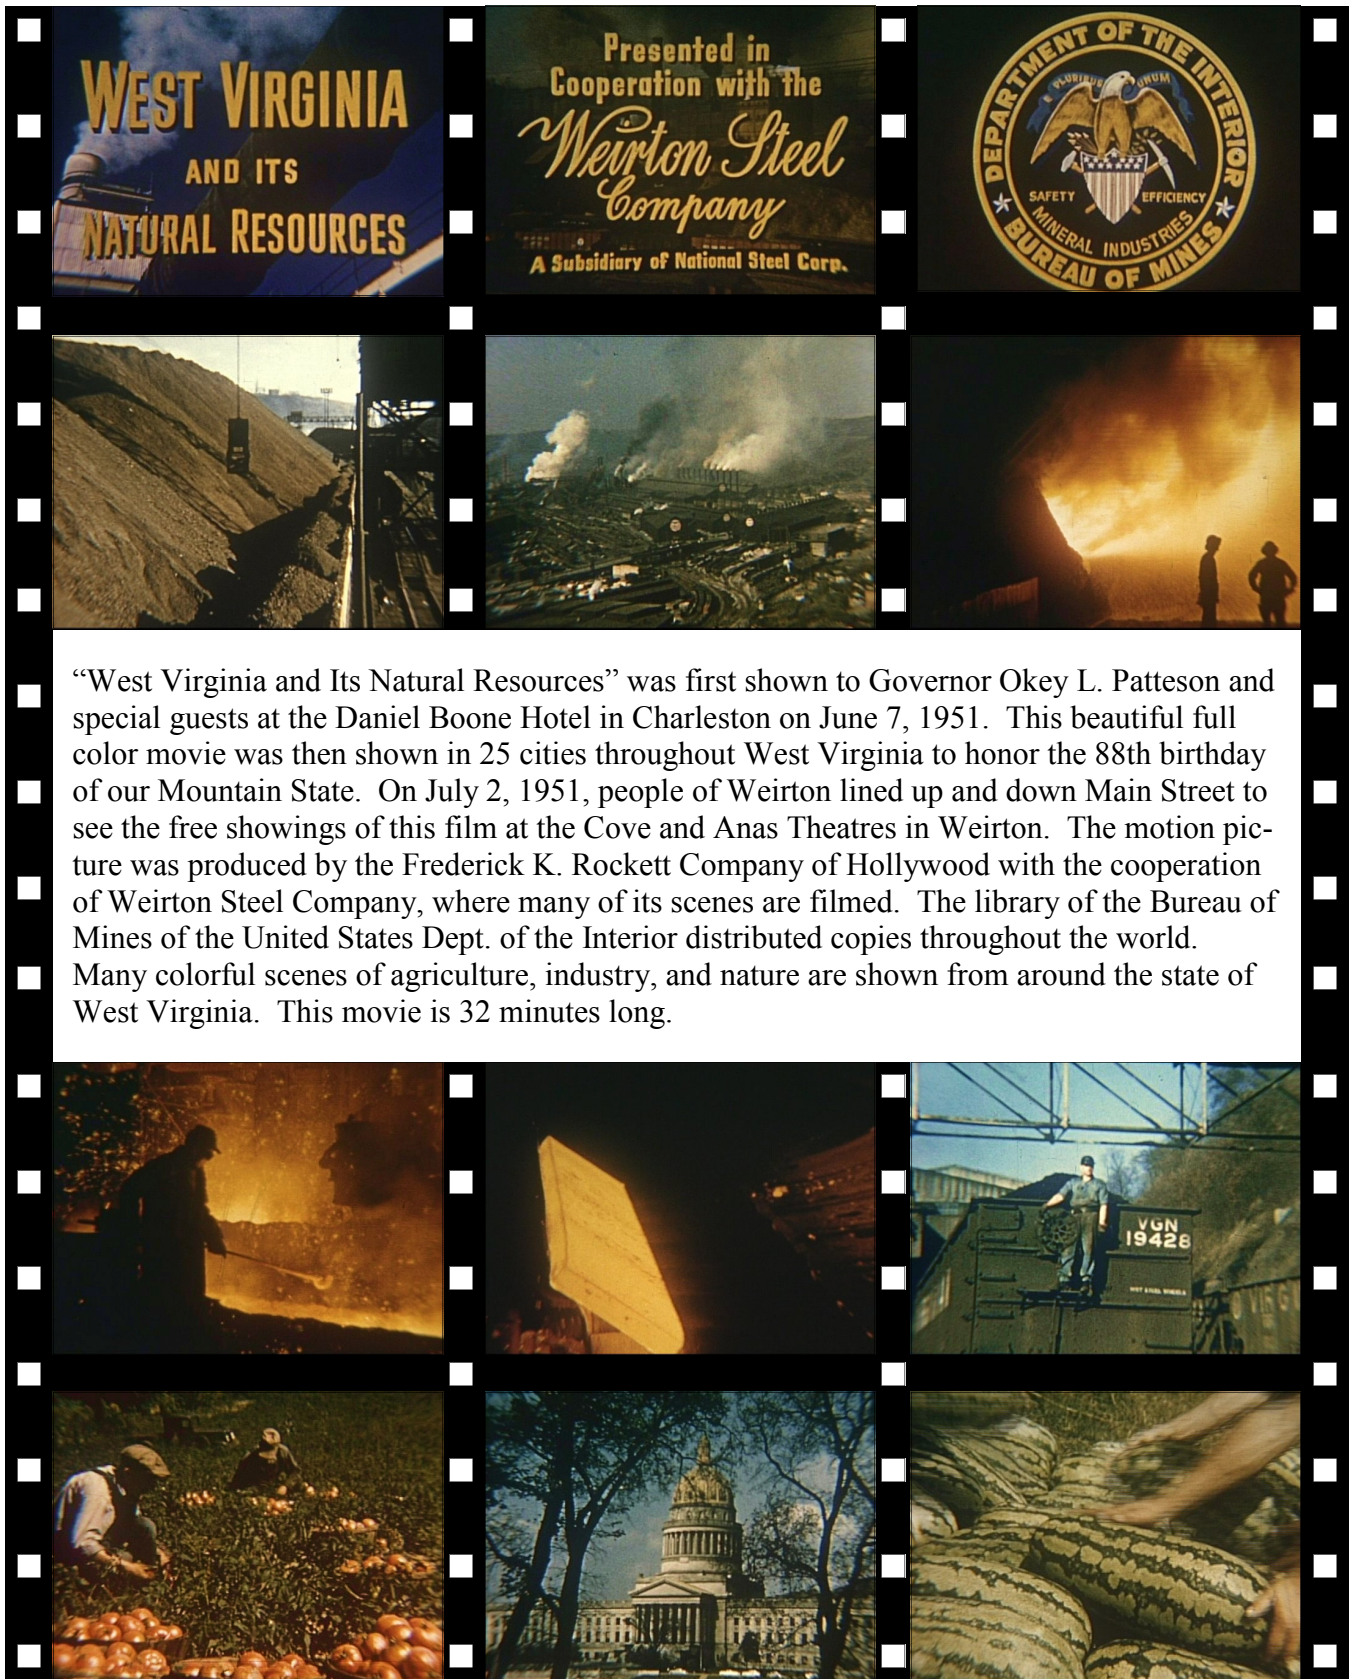 WEST VIRGINIA
AND ITS
NATURAL RESOURCES
Presented in
Cooperation with the
Weirton Steel
Company
A Subsidiary of National Steel Corp.
DEPARTMENT OF THE INTERIOR
E PLURIBUS UNUM
SAFETY EFFICIENCY
MINERAL INDUSTRIES
BUREAU OF MINES
“West Virginia and Its Natural Resources” was first shown to Governor Okey L. Patteson and
special guests at the Daniel Boone Hotel in Charleston on June 7, 1951.  This beautiful full
color movie was then shown in 25 cities throughout West Virginia to honor the 88th birthday
of our Mountain State.  On July 2, 1951, people of Weirton lined up and down Main Street to
see the free showings of this film at the Cove and Anas Theatres in Weirton.  The motion pic-
ture was produced by the Frederick K. Rockett Company of Hollywood with the cooperation
of Weirton Steel Company, where many of its scenes are filmed.  The library of the Bureau of
Mines of the United States Dept. of the Interior distributed copies throughout the world.
Many colorful scenes of agriculture, industry, and nature are shown from around the state of
West Virginia.  This movie is 32 minutes long.
VGN
19428